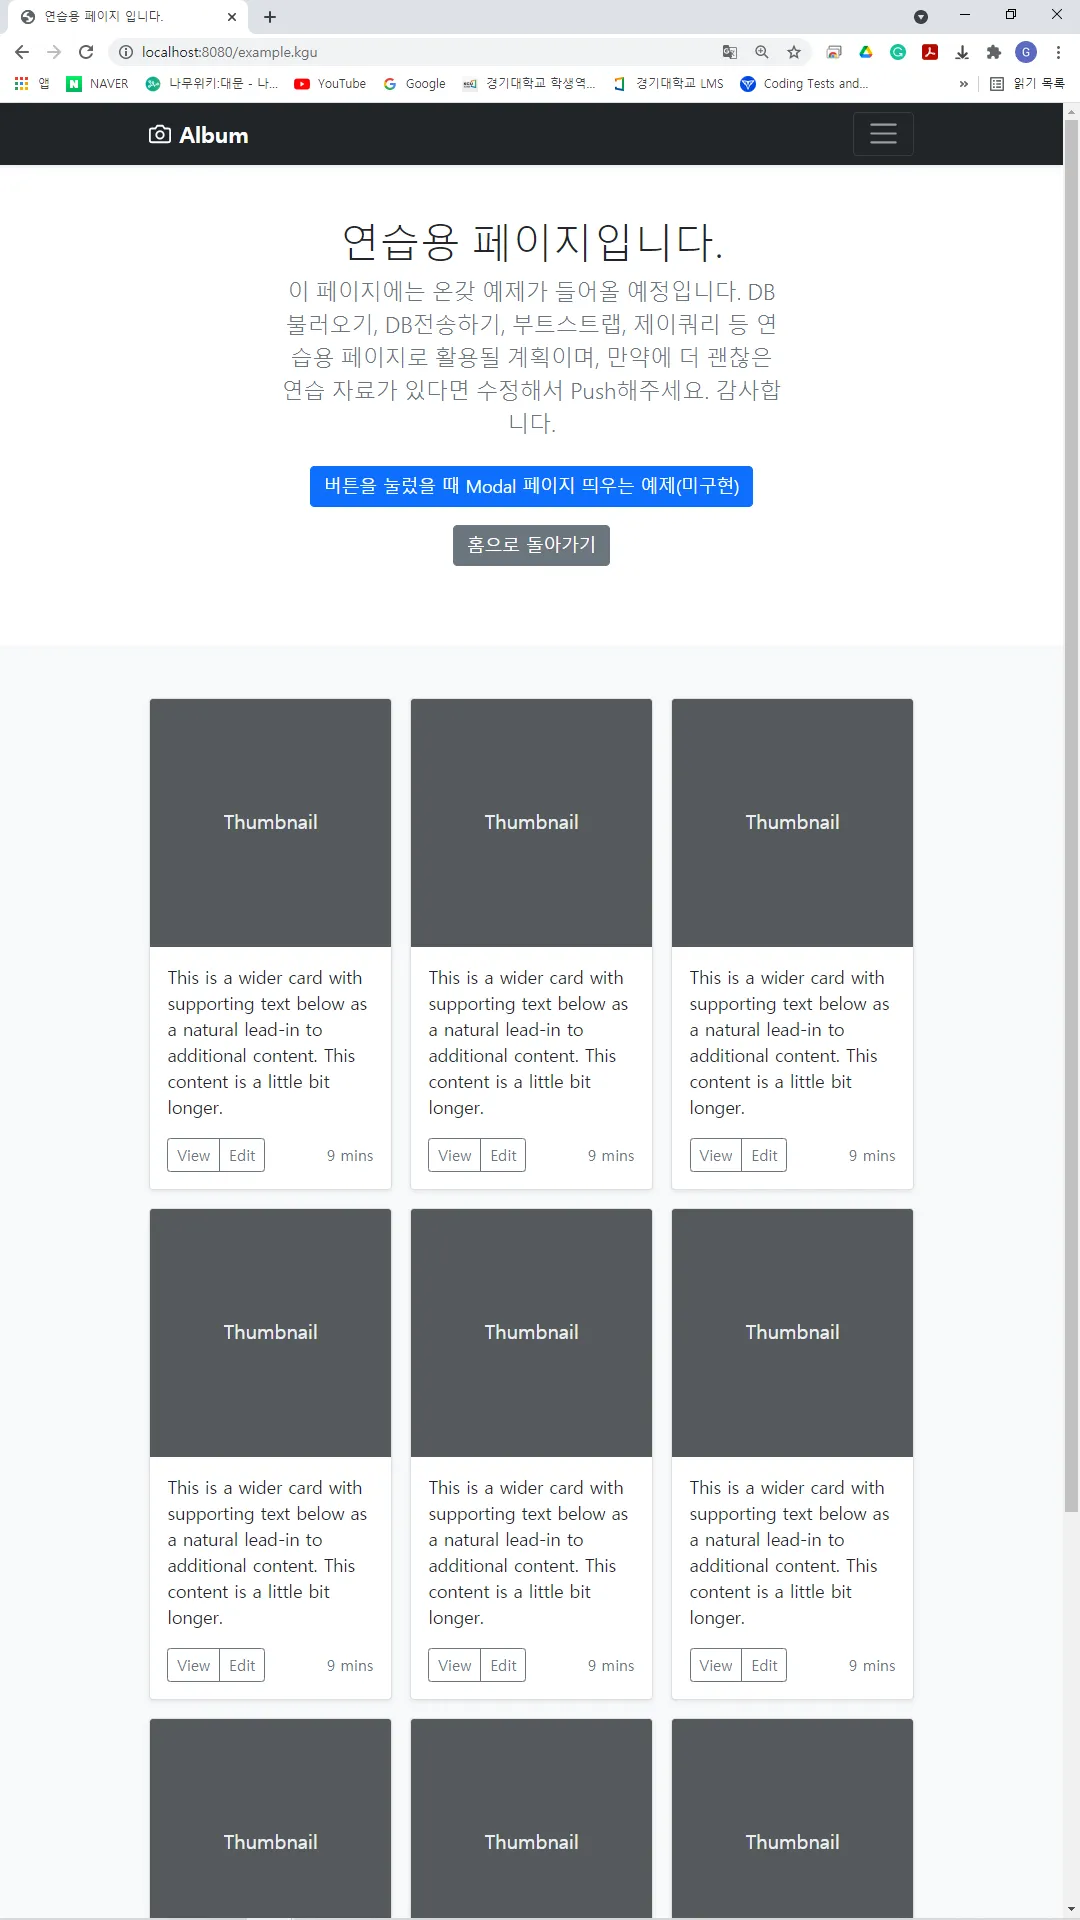 연습용 페이지 입니다.
localhost:8080/example.kgu
앱 NAVER 나무위키:대문 - 나... YouTube Google 경기대학교 학생역... 경기대학교 LMS Coding Tests and... » 읽기 목록
Album
연습용 페이지입니다.
이 페이지에는 온갖 예제가 들어올 예정입니다. DB
불러오기, DB전송하기, 부트스트랩, 제이쿼리 등 연
습용 페이지로 활용될 계획이며, 만약에 더 괜찮은
연습 자료가 있다면 수정해서 Push해주세요. 감사합
니다.
버튼을 눌렀을 때 Modal 페이지 띄우는 예제(미구현)
홈으로 돌아가기
Thumbnail Thumbnail Thumbnail
This is a wider card with
supporting text below as
a natural lead-in to
additional content. This
content is a little bit
longer.
View Edit 9 mins
This is a wider card with
supporting text below as
a natural lead-in to
additional content. This
content is a little bit
longer.
View Edit 9 mins
This is a wider card with
supporting text below as
a natural lead-in to
additional content. This
content is a little bit
longer.
View Edit 9 mins
Thumbnail Thumbnail Thumbnail
This is a wider card with
supporting text below as
a natural lead-in to
additional content. This
content is a little bit
longer.
View Edit 9 mins
This is a wider card with
supporting text below as
a natural lead-in to
additional content. This
content is a little bit
longer.
View Edit 9 mins
This is a wider card with
supporting text below as
a natural lead-in to
additional content. This
content is a little bit
longer.
View Edit 9 mins
Thumbnail Thumbnail Thumbnail